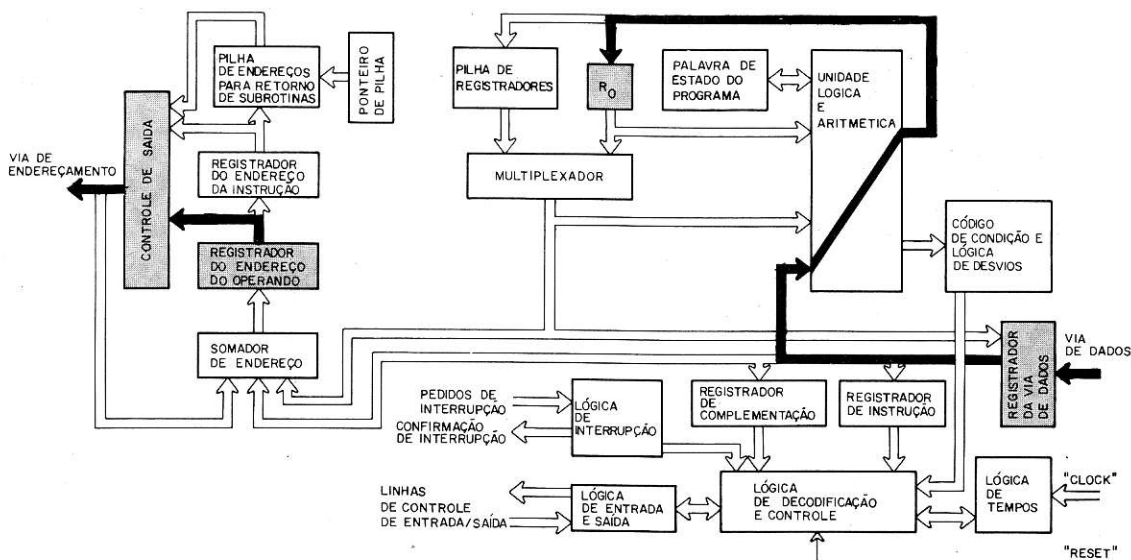 PILHA
DE ENDEREÇOS
PARA RETORNO
DE SUBROTINAS
PONTEIRO
DE PILHA
PILHA DE
REGISTRADORES
R0
PALAVRA DE
ESTADO DO
PROGRAMA
UNIDADE
LOGICA
E
ARITMÉTICA
VIA DE
ENDEREÇAMENTO
CONTROLE DE SAIDA
REGISTRADOR
DO ENDEREÇO
DA INSTRUÇÃO
MULTIPLEXADOR
REGISTRADOR
DO ENDEREÇO
DO OPERANDO
CÓDIGO
DE CONDIÇÃO E
LÓGICA
DE DESVIOS
SOMADOR
DE ENDEREÇO
REGISTRADOR
DA VIA
DE DADOS
VIA
DE DADOS
PEDIDOS DE
INTERRUPÇÃO
CONFIRMAÇÃO
DE INTERRUPÇÃO
LÓGICA
DE
INTERRUPÇÃO
REGISTRADOR
DE
COMPLEMENTAÇÃO
REGISTRADOR
DE INSTRUÇÃO
LINHAS
DE CONTROLE
DE ENTRADA/SAÍDA
LÓGICA
DE ENTRADA
E SAÍDA
LÓGICA
DE DECODIFICAÇÃO
E CONTROLE
LÓGICA
DE
TEMPOS
"CLOCK"
"RESET"